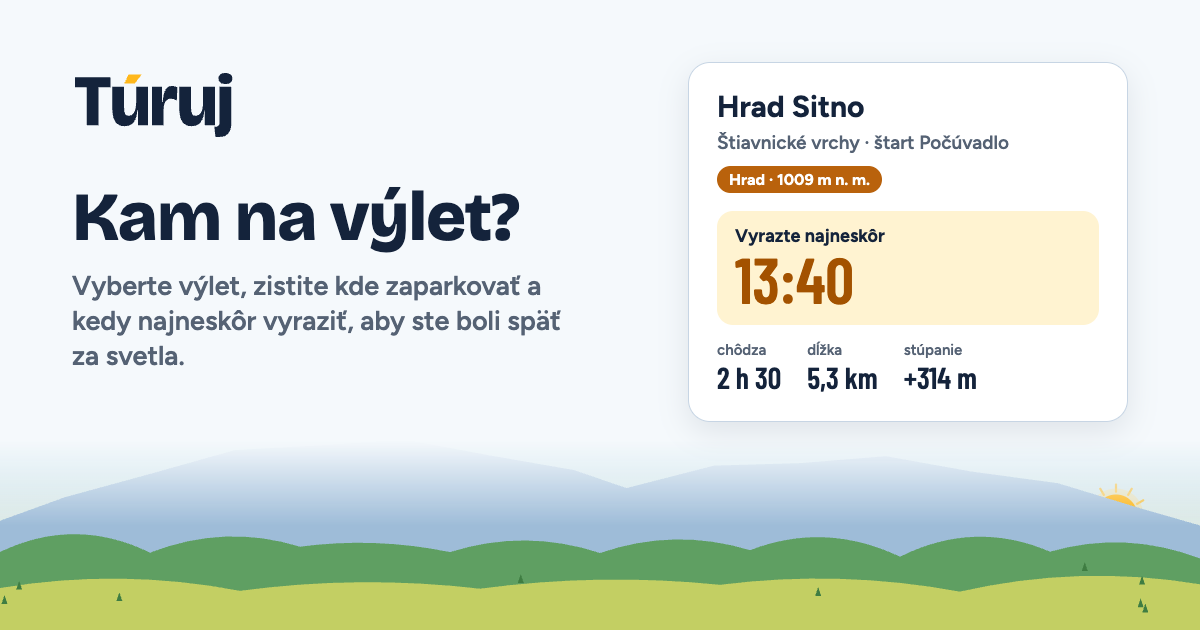 Túruj
Kam na výlet?
Vyberte výlet, zistite kde zaparkovať a
kedy najneskôr vyraziť, aby ste boli späť
za svetla.
Hrad Sitno
Štiavnické vrchy · štart Počúvadlo
Hrad · 1009 m n. m.
Vyrazte najneskôr
13:40
chôdza dĺžka stúpanie
2 h 30 5,3 km +314 m